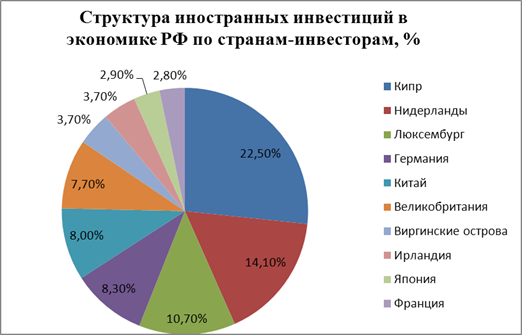 Структура иностранных инвестиций в
экономике РФ по странам-инвесторам, %
2,90%
2,80%
3,70%
3,70%
7,70%
8,00%
8,30%
10,70%
14,10%
22,50%
Кипр
Нидерланды
Люксембург
Германия
Китай
Великобритания
Виргинские острова
Ирландия
Япония
Франция